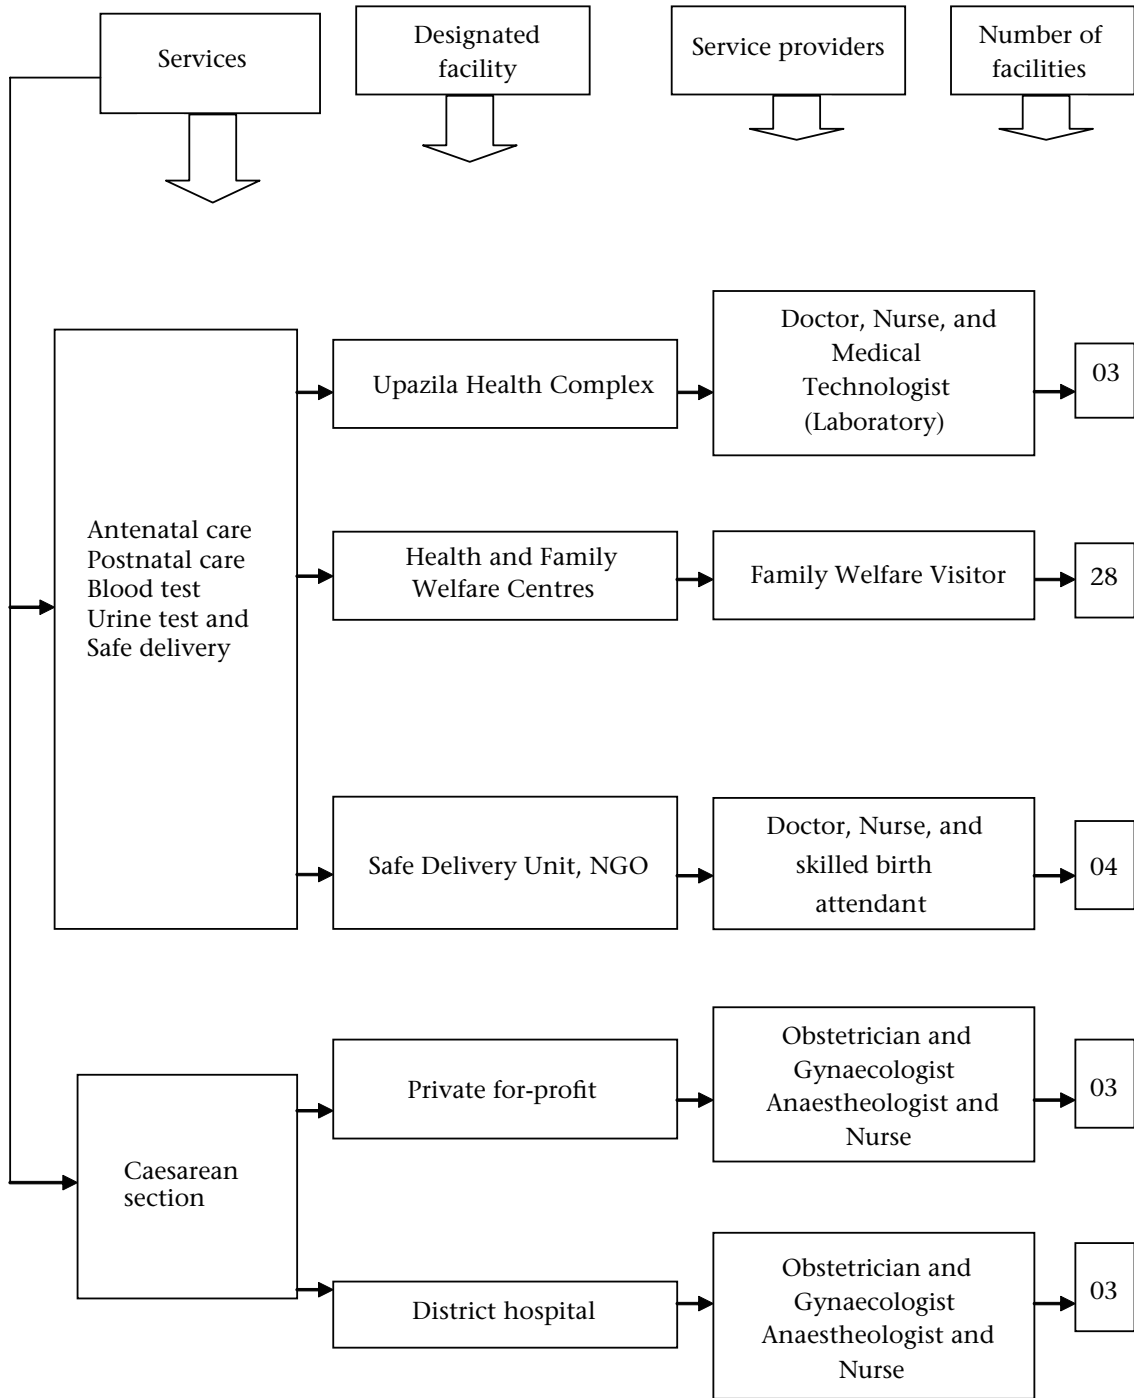 Services
Designated
facility
Service providers
Number of
facilities
Antenatal care
Postnatal care
Blood test
Urine test and
Safe delivery
Upazila Health Complex
Doctor, Nurse, and
Medical
Technologist
(Laboratory)
03
Health and Family
Welfare Centres
Family Welfare Visitor
28
Safe Delivery Unit, NGO
Doctor, Nurse, and
skilled birth
attendant
04
Caesarean
section
Private for-profit
Obstetrician and
Gynaecologist
Anaestheologist and
Nurse
03
District hospital
Obstetrician and
Gynaecologist
Anaestheologist and
Nurse
03